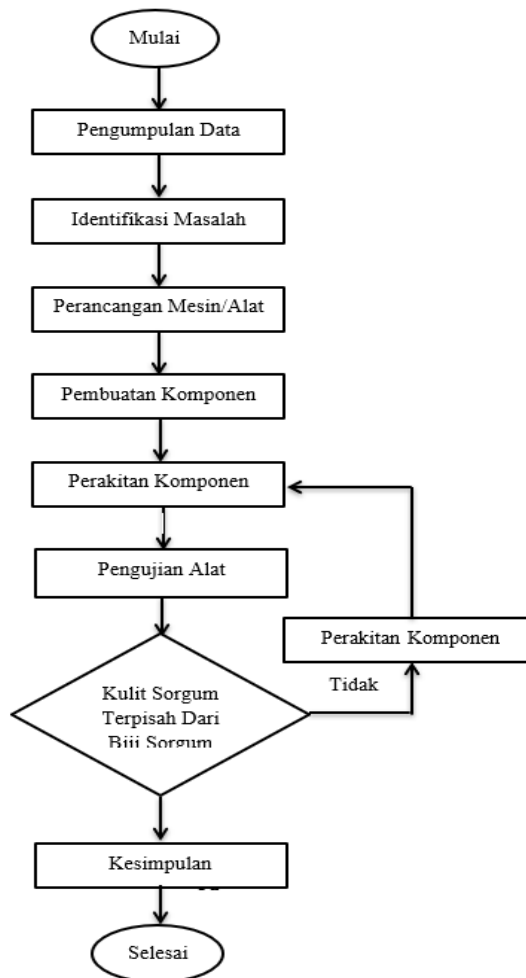 Mulai
Pengumpulan Data
Identifikasi Masalah
Perancangan Mesin/Alat
Pembuatan Komponen
Perakitan Komponen
Pengujian Alat
Perakitan Komponen
Tidak
Kulit Sorgum
Terpisah Dari
Biji Sorgum
Kesimpulan
Selesai